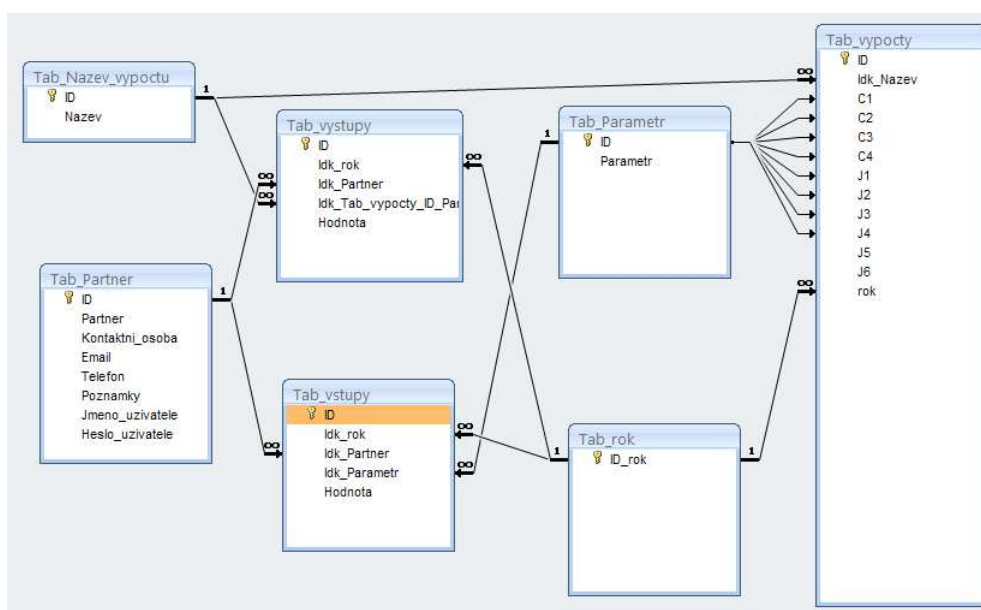 Tab_Nazev_vypoctu
ID
Nazev
Tab_vystupy
ID
Idk_rok
Idk_Partner
Idk_Tab_vypocty_ID_Par
Hodnota
Tab_Parametr
ID
Parametr
Tab_vypocty
ID
Idk_Nazev
C1
C2
C3
C4
J1
J2
J3
J4
J5
J6
rok
Tab_Partner
ID
Partner
Kontaktni_osoba
Email
Telefon
Poznamky
Jmeno_uzivatele
Heslo_uzivatele
Tab_vstupy
ID
Idk_rok
Idk_Partner
Idk_Parametr
Hodnota
Tab_rok
ID_rok
1
∞
∞
∞
∞
1
1
∞
∞
∞
1
1
∞